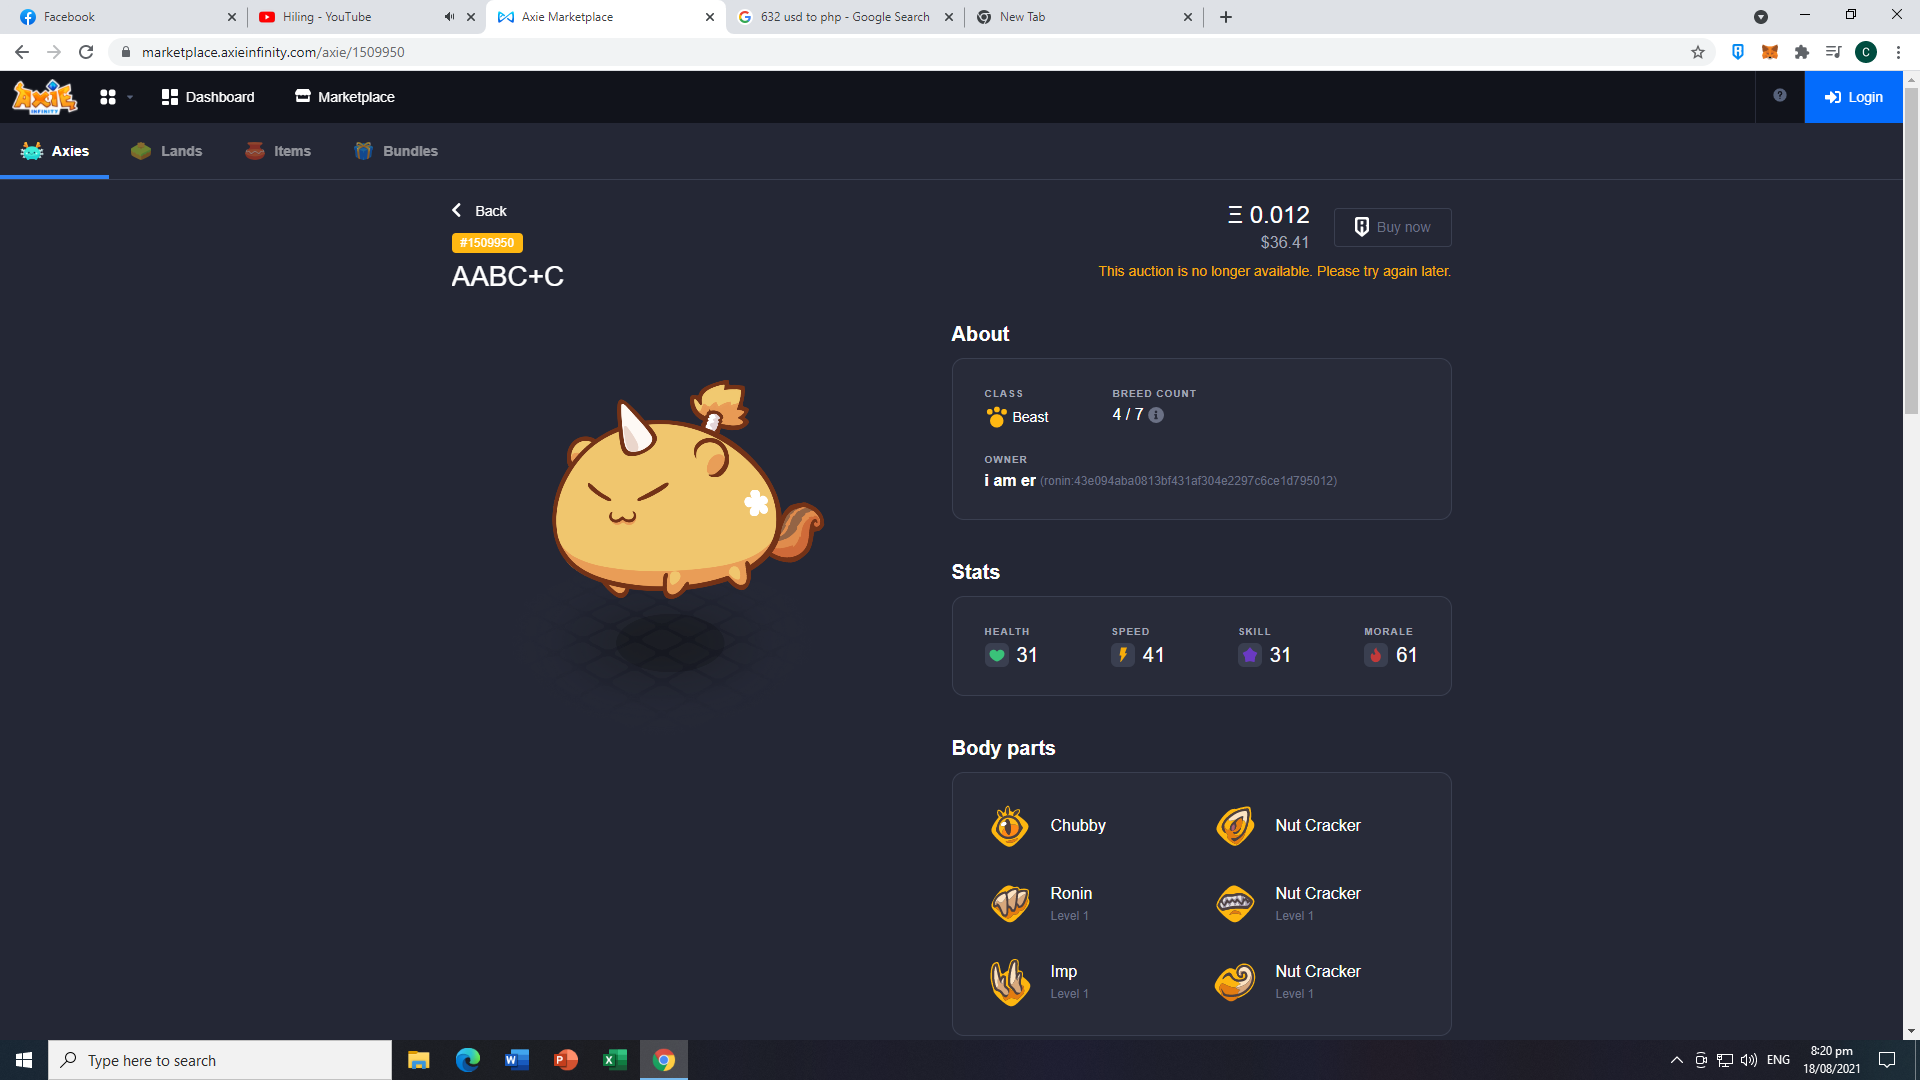 Facebook
Hiling - YouTube
Axie Marketplace
632 usd to php - Google Search
New Tab
marketplace.axieinfinity.com/axie/1509950
C
AXIE
INFINITY
Dashboard
Marketplace
?
Login
Axies
Lands
Items
Bundles
Back
#1509950
AABC+C
Ξ 0.012
$36.41
Buy now
This auction is no longer available. Please try again later.
About
CLASS
BREED COUNT
Beast
4 / 7
OWNER
i am er (ronin:43e094aba0813bf431af304e2297c6ce1d795012)
Stats
HEALTH
SPEED
SKILL
MORALE
31
41
31
61
Body parts
Chubby
Nut Cracker
Ronin
Level 1
Nut Cracker
Level 1
Imp
Level 1
Nut Cracker
Level 1
Type here to search
ENG
8:20 pm
18/08/2021